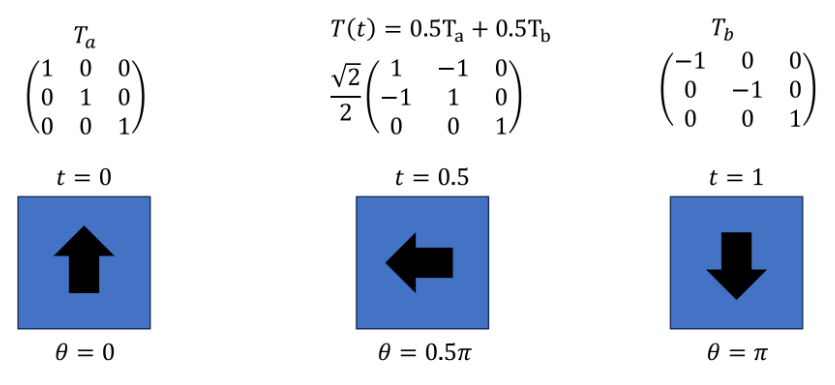 T_a
(1 0 0
0 1 0
0 0 1)
t = 0
θ = 0
T(t) = 0.5T_a + 0.5T_b
√2/2 (1 −1 0
−1 1 0
0 0 1)
t = 0.5
θ = 0.5π
T_b
(−1 0 0
0 −1 0
0 0 1)
t = 1
θ = π